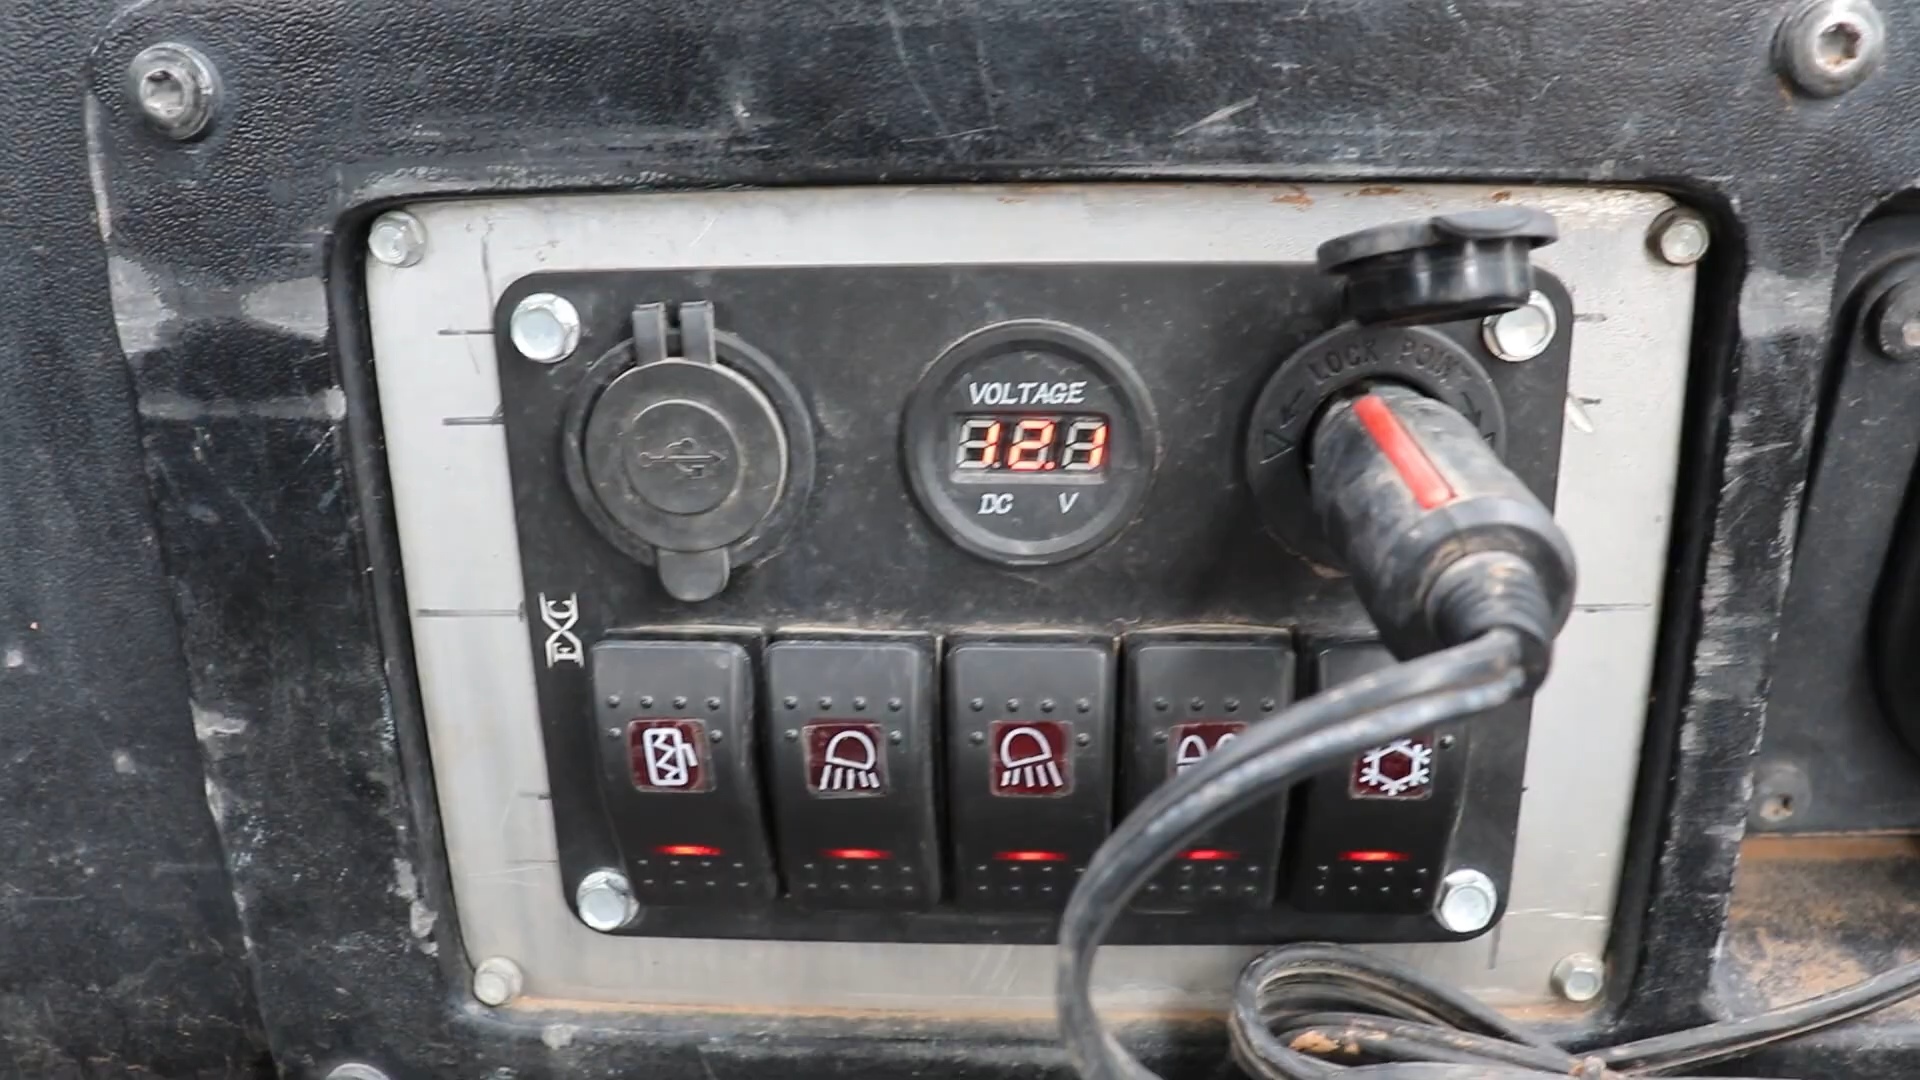 LOCK POINT
VOLTAGE
12.1
DC V
EXC